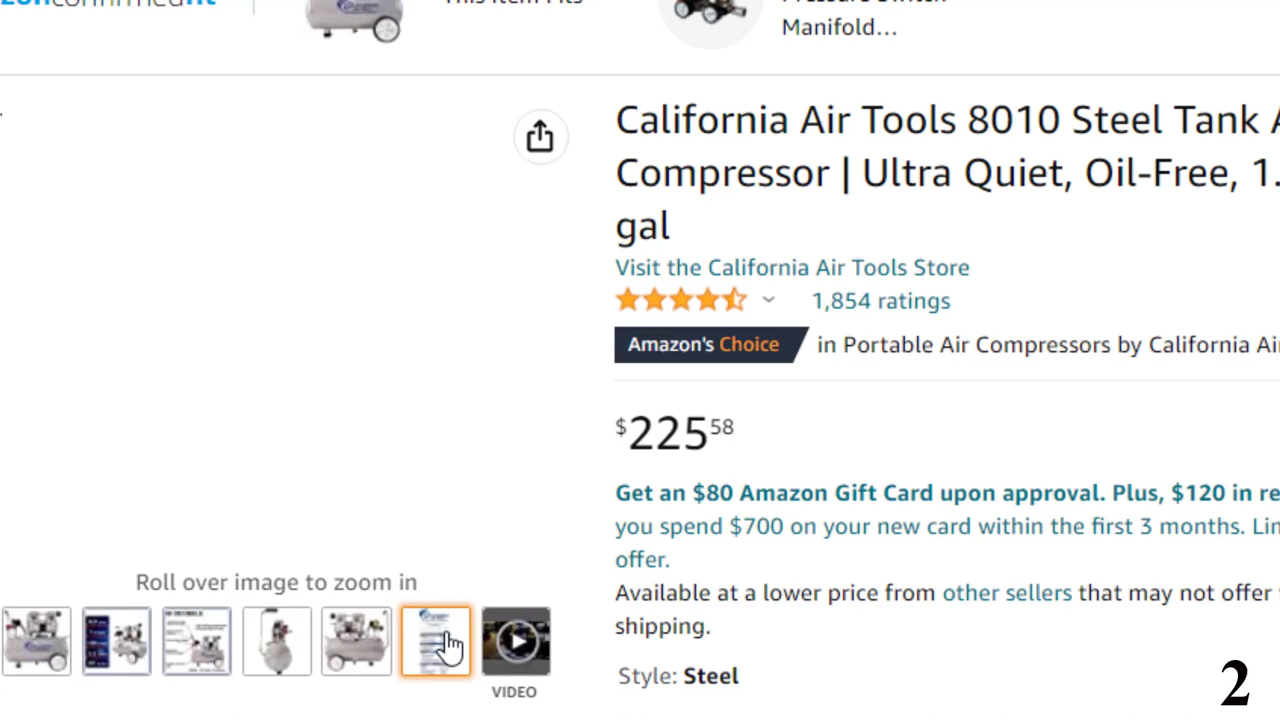 Manifold...
California Air Tools 8010 Steel Tank
Compressor | Ultra Quiet, Oil-Free, 1.
gal
Visit the California Air Tools Store
1,854 ratings
Amazon's Choice in Portable Air Compressors by California Ai
$225 58
Get an $80 Amazon Gift Card upon approval. Plus, $120 in re
you spend $700 on your new card within the first 3 months. Lin
offer.
Available at a lower price from other sellers that may not offer
shipping.
Roll over image to zoom in
VIDEO
Style: Steel
2